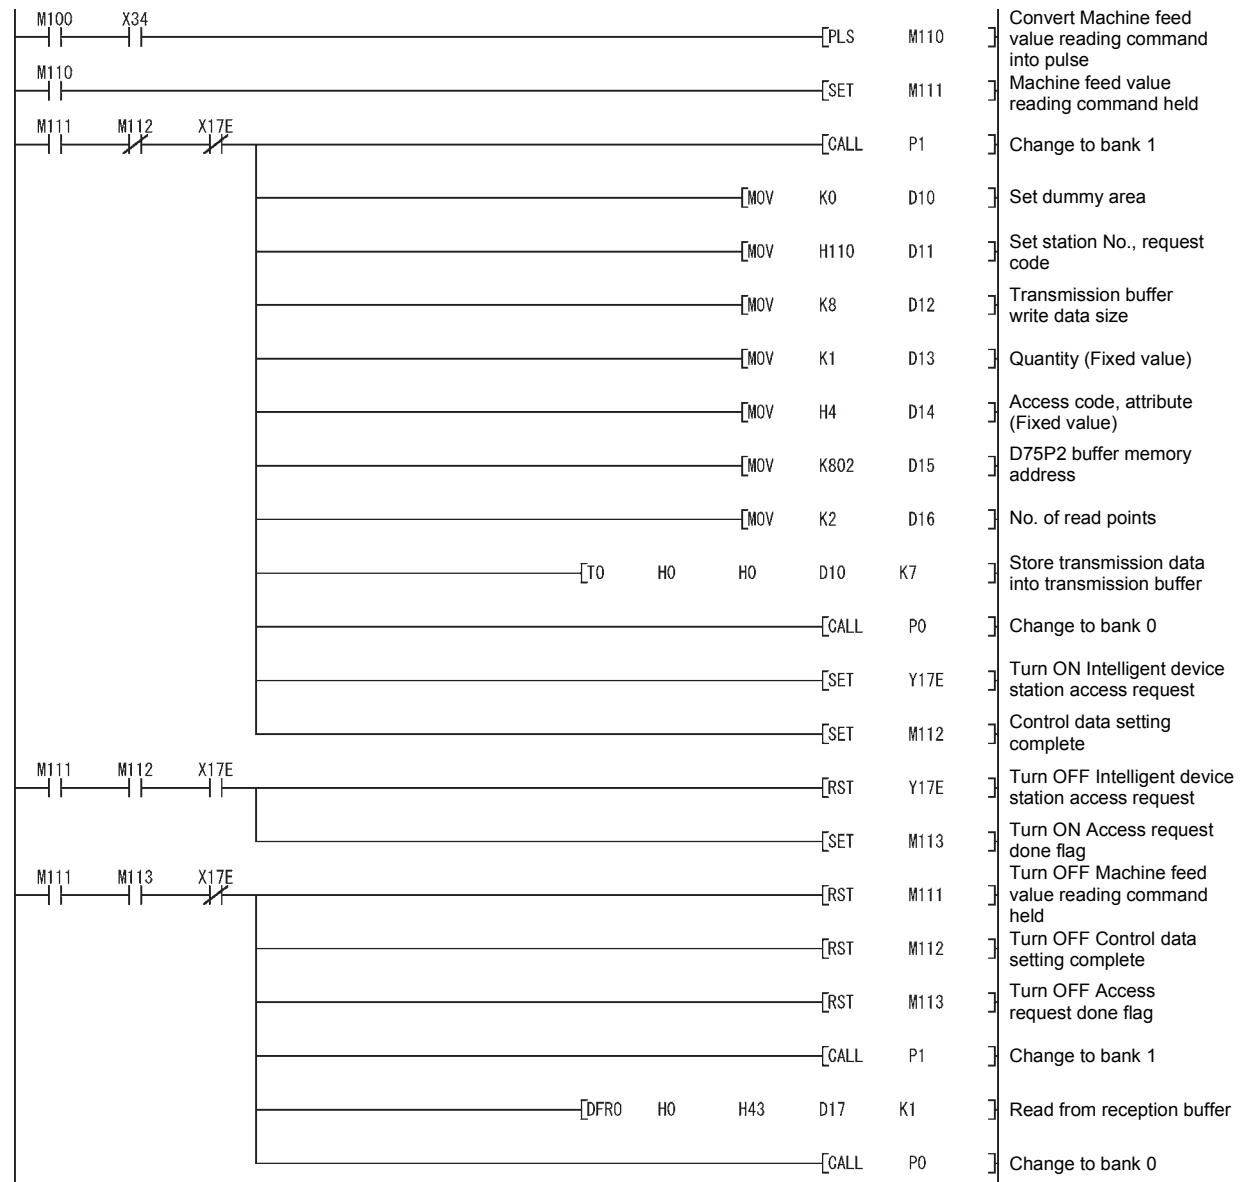 M100 X34 Convert Machine feed
PLS M110 value reading command
into pulse
M110 Machine feed value
SET M111 reading command held
M111 M112 X17E
CALL P1 Change to bank 1
MOV K0 D10 Set dummy area
MOV H110 D11 Set station No., request
code
MOV K8 D12 Transmission buffer
write data size
MOV K1 D13 Quantity (Fixed value)
MOV H4 D14 Access code, attribute
(Fixed value)
MOV K802 D15 D75P2 buffer memory
address
MOV K2 D16 No. of read points
TO H0 H0 D10 K7 Store transmission data
into transmission buffer
CALL P0 Change to bank 0
SET Y17E Turn ON Intelligent device
station access request
SET M112 Control data setting
complete
M111 M112 X17E
RST Y17E Turn OFF Intelligent device
station access request
SET M113 Turn ON Access request
done flag
M111 M113 X17E Turn OFF Machine feed
RST M111 value reading command
held
RST M112 Turn OFF Control data
setting complete
RST M113 Turn OFF Access
request done flag
CALL P1 Change to bank 1
DFRO H0 H43 D17 K1 Read from reception buffer
CALL P0 Change to bank 0